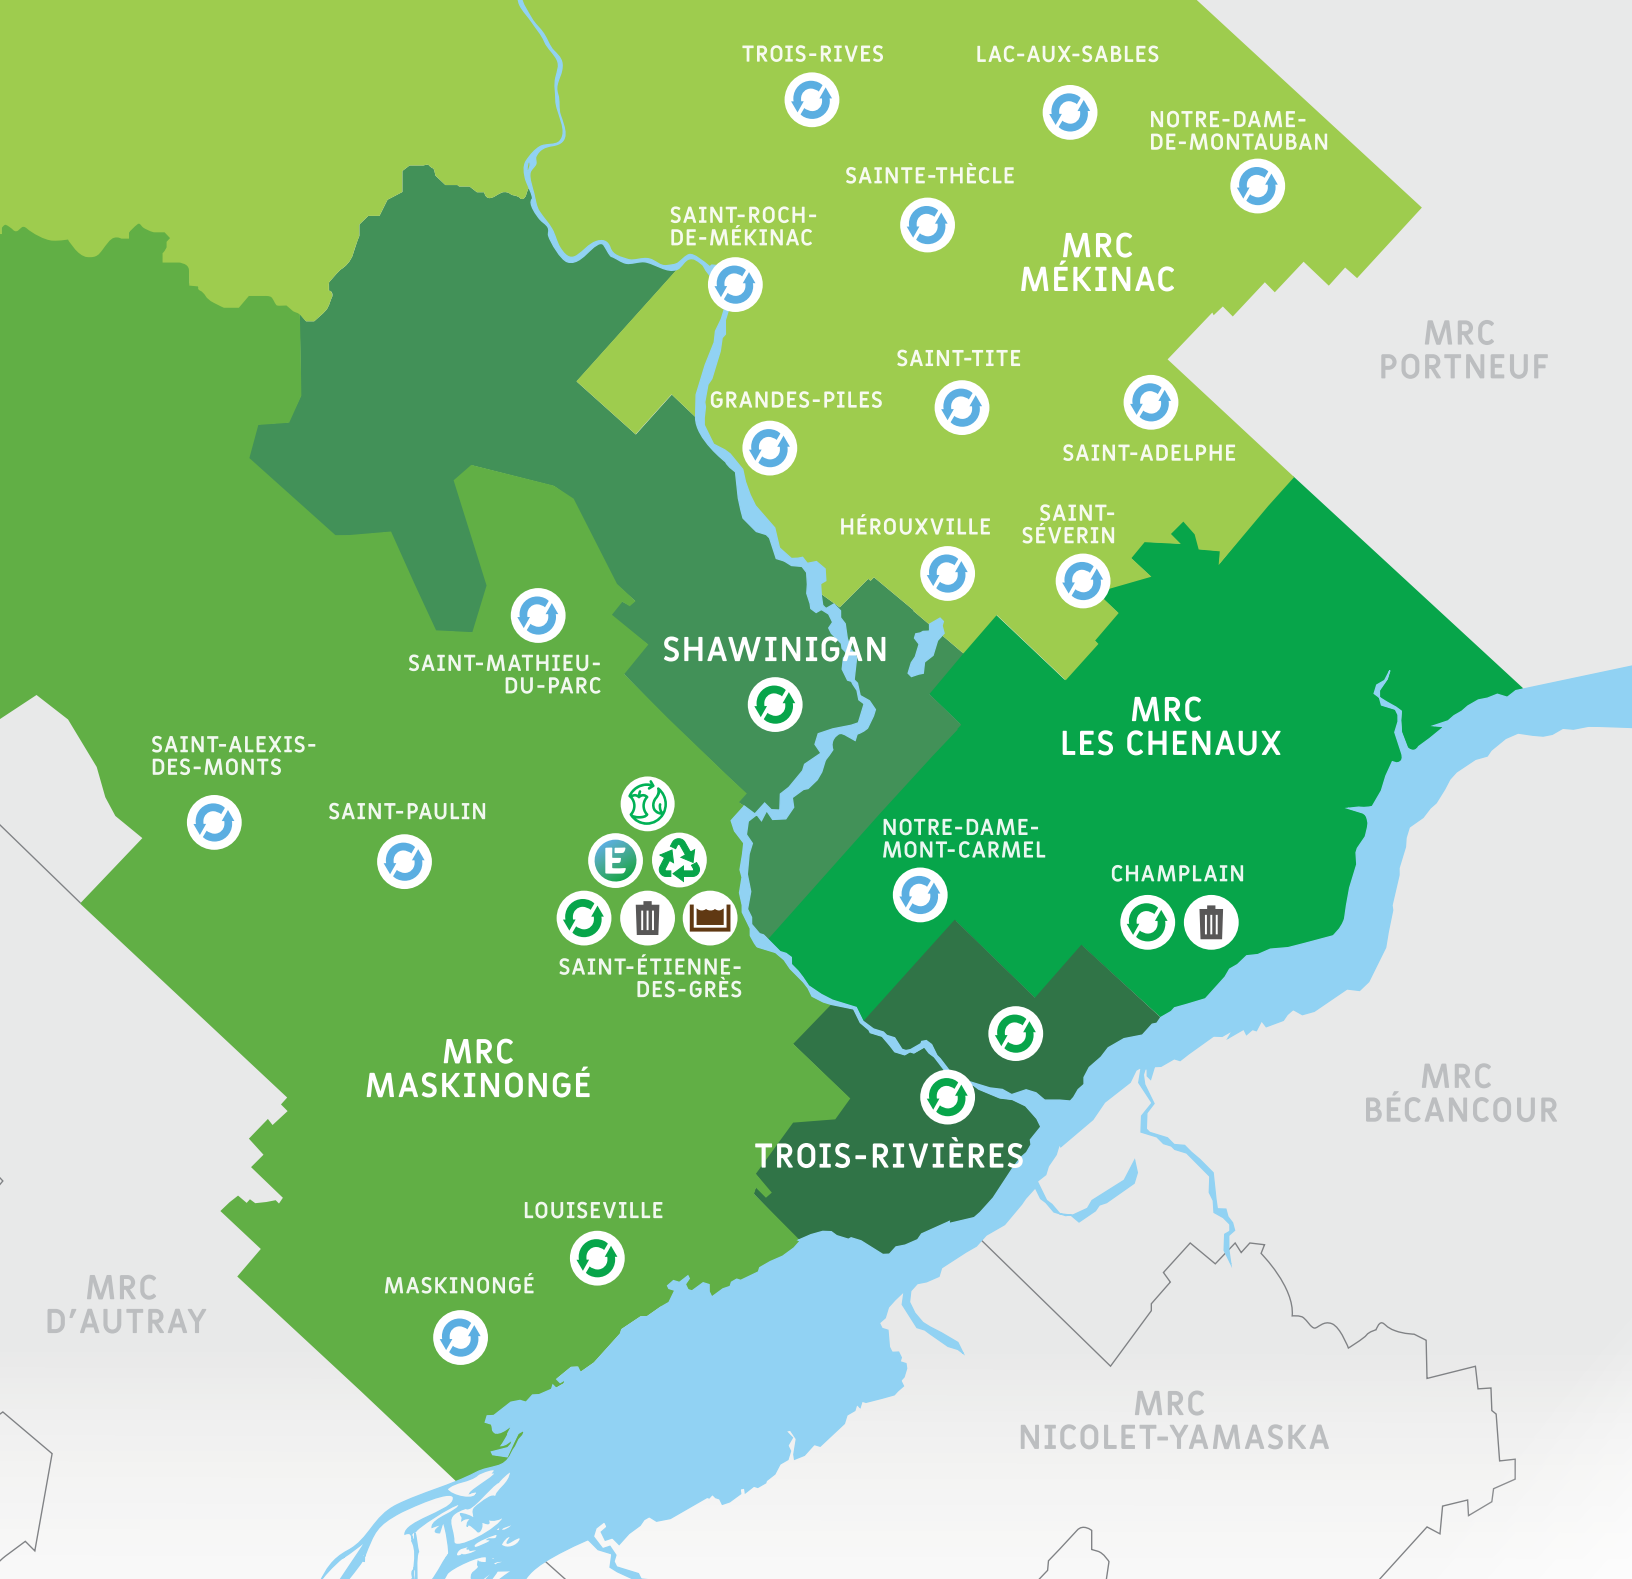 TROIS-RIVES
LAC-AUX-SABLES
NOTRE-DAME-
DE-MONTAUBAN
SAINTE-THÈCLE
SAINT-ROCH-
DE-MÉKINAC
MRC
MÉKINAC
MRC
PORTNEUF
SAINT-TITE
GRANDES-PILES
SAINT-ADELPHE
HÉROUXVILLE
SAINT-
SÉVERIN
SHAWINIGAN
SAINT-MATHIEU-
DU-PARC
MRC
LES CHENAUX
SAINT-ALEXIS-
DES-MONTS
SAINT-PAULIN
E
NOTRE-DAME-
MONT-CARMEL
CHAMPLAIN
SAINT-ÉTIENNE-
DES-GRÈS
MRC
MASKINONGÉ
MRC
BÉCANCOUR
TROIS-RIVIÈRES
LOUISEVILLE
MASKINONGÉ
MRC
D'AUTRAY
MRC
NICOLET-YAMASKA